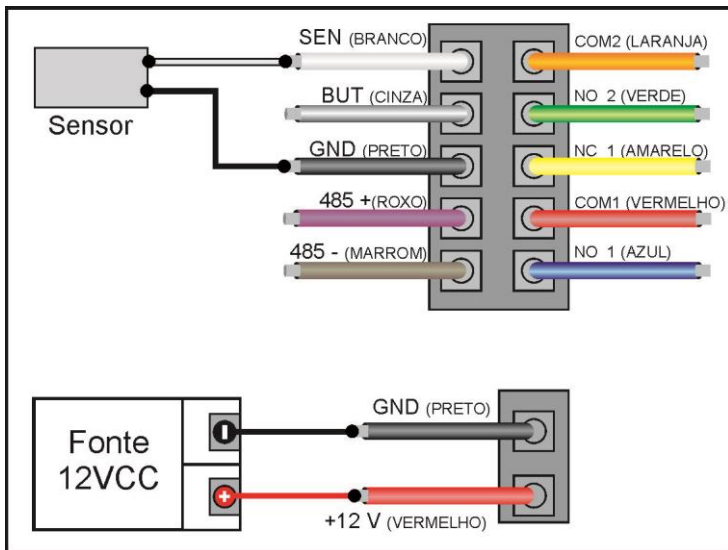 SEN (BRANCO)
COM2 (LARANJA)
BUT (CINZA)
NO 2 (VERDE)
Sensor
GND (PRETO)
NC 1 (AMARELO)
485 +(ROXO)
COM1 (VERMELHO)
485 - (MARROM)
NO 1 (AZUL)
GND (PRETO)
Fonte
12VCC
+12 V (VERMELHO)